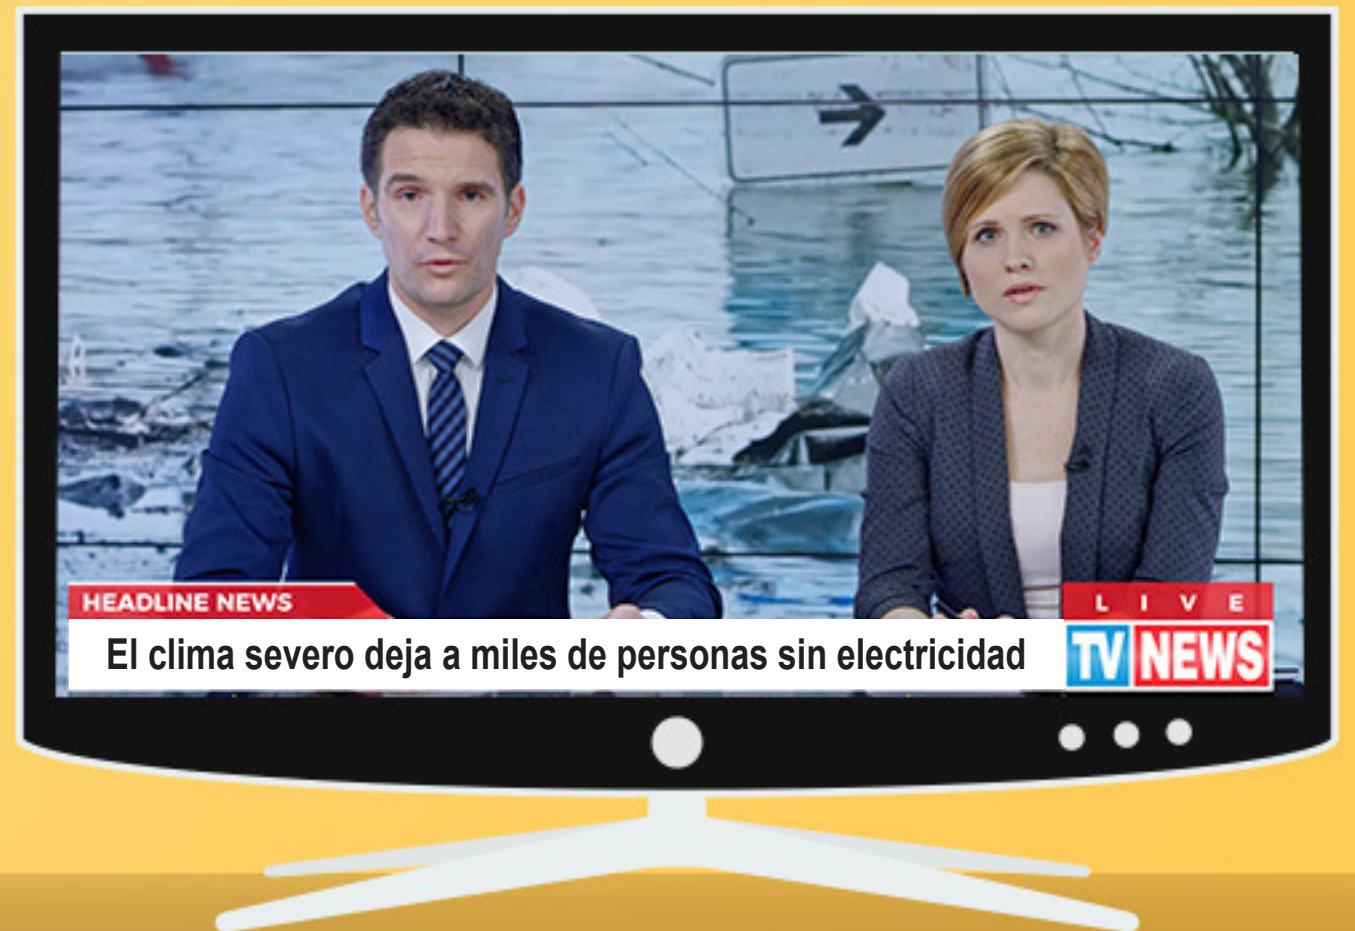 HEADLINE NEWS
LIVE
El clima severo deja a miles de personas sin electricidad
TV NEWS